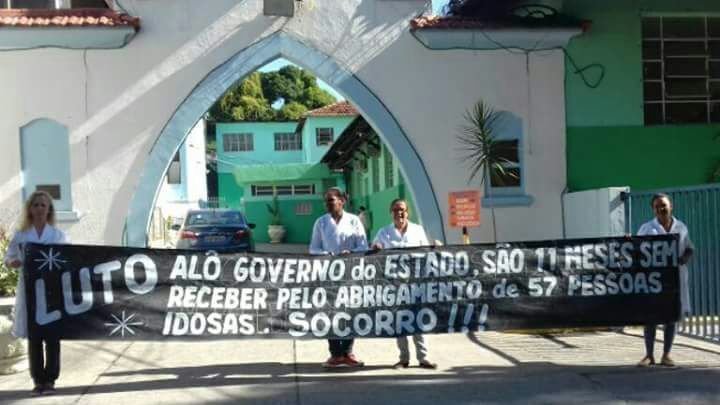 LUTO
ALÔ GOVERNO do ESTADO, SÃO 11 MESES SEM
RECEBER PELO ABRIGAMENTO de 57 PESSOAS
IDOSAS. SOCORRO !!!